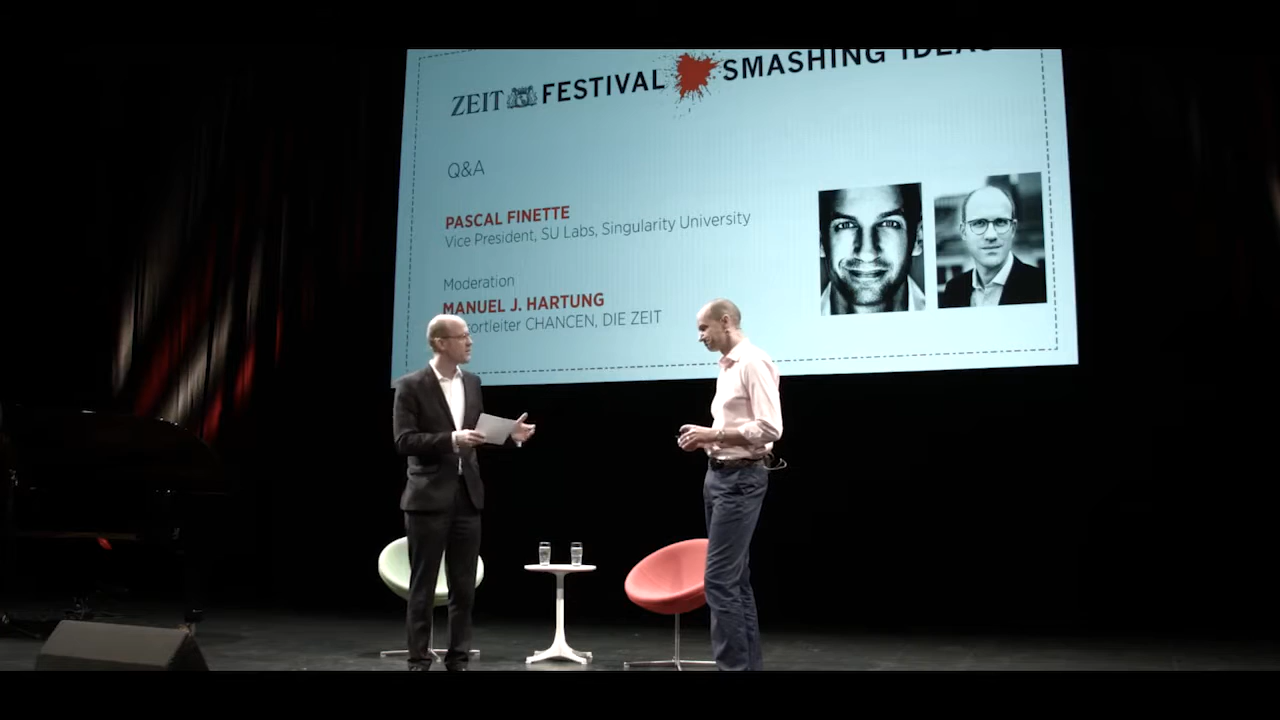 ZEIT FESTIVAL SMASHING
Q&A
PASCAL FINETTE
Vice President, SU Labs, Singularity University
Moderation
MANUEL J. HARTUNG
CHANCEN, DIE ZEIT